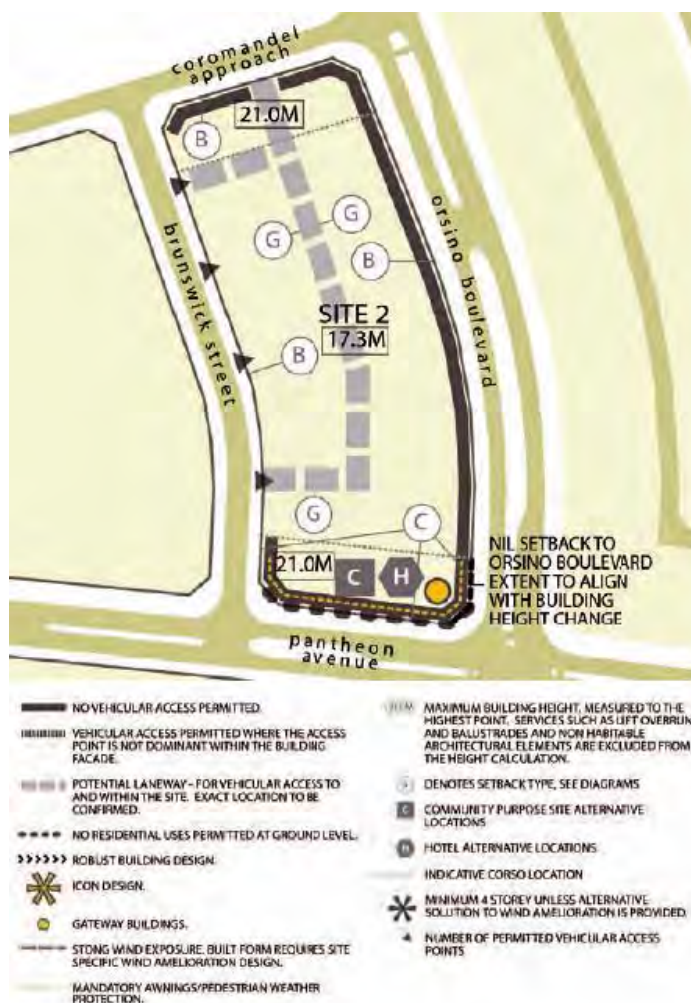 coromandel
approach
21.0M
B
G
G
B
orsino boulevard
brunswick street
SITE 2
17.3M
B
G
C
21.0M
C
H
NIL SETBACK TO
ORSINO BOULEVARD
EXTENT TO ALIGN
WITH BUILDING
HEIGHT CHANGE
pantheon
avenue
NO VEHICULAR ACCESS PERMITTED.
VEHICULAR ACCESS PERMITTED WHERE THE ACCESS
POINT IS NOT DOMINANT WITHIN THE BUILDING
FACADE.
POTENTIAL LANEWAY - FOR VEHICULAR ACCESS TO
AND WITHIN THE SITE. EXACT LOCATION TO BE
CONFIRMED.
NO RESIDENTIAL USES PERMITTED AT GROUND LEVEL.
ROBUST BUILDING DESIGN.
ICON DESIGN.
GATEWAY BUILDINGS.
STONG WIND EXPOSURE. BUILT FORM REQUIRES SITE
SPECIFIC WIND AMELIORATION DESIGN.
MANDATORY AWNINGS/PEDESTRIAN WEATHER
PROTECTION.
MAXIMUM BUILDING HEIGHT, MEASURED TO THE
HIGHEST POINT. SERVICES SUCH AS LIFT OVERRUN
AND BALUSTRADES AND NON HABITABLE
ARCHITECTURAL ELEMENTS ARE EXCLUDED FROM
THE HEIGHT CALCULATION.
DENOTES SETBACK TYPE, SEE DIAGRAMS
C COMMUNITY PURPOSE SITE ALTERNATIVE
LOCATIONS
H HOTEL ALTERNATIVE LOCATIONS
INDICATIVE CORSO LOCATION
MINIMUM 4 STOREY UNLESS ALTERNATIVE
SOLUTION TO WIND AMELIORATION IS PROVIDED.
NUMBER OF PERMITTED VEHICULAR ACCESS
POINTS